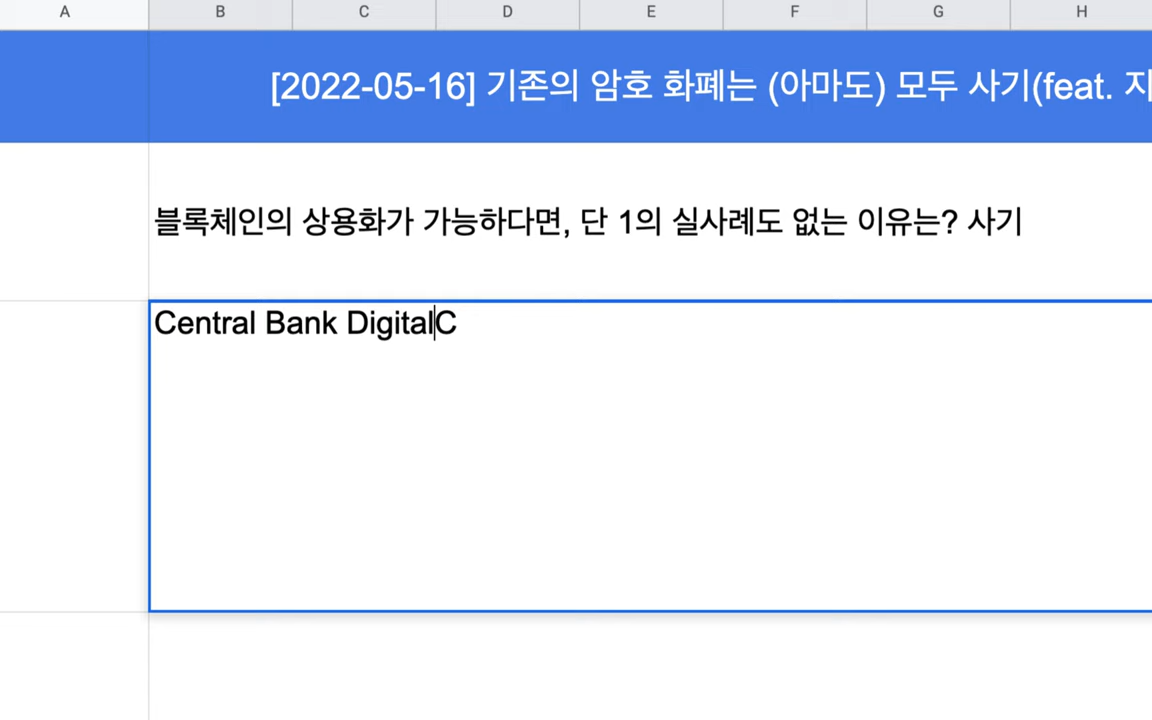 A B C D E F G H
[2022-05-16] 기존의 암호 화폐는 (아마도) 모두 사기(feat. 지
블록체인의 상용화가 가능하다면, 단 1의 실사례도 없는 이유는? 사기
Central Bank DigitalC